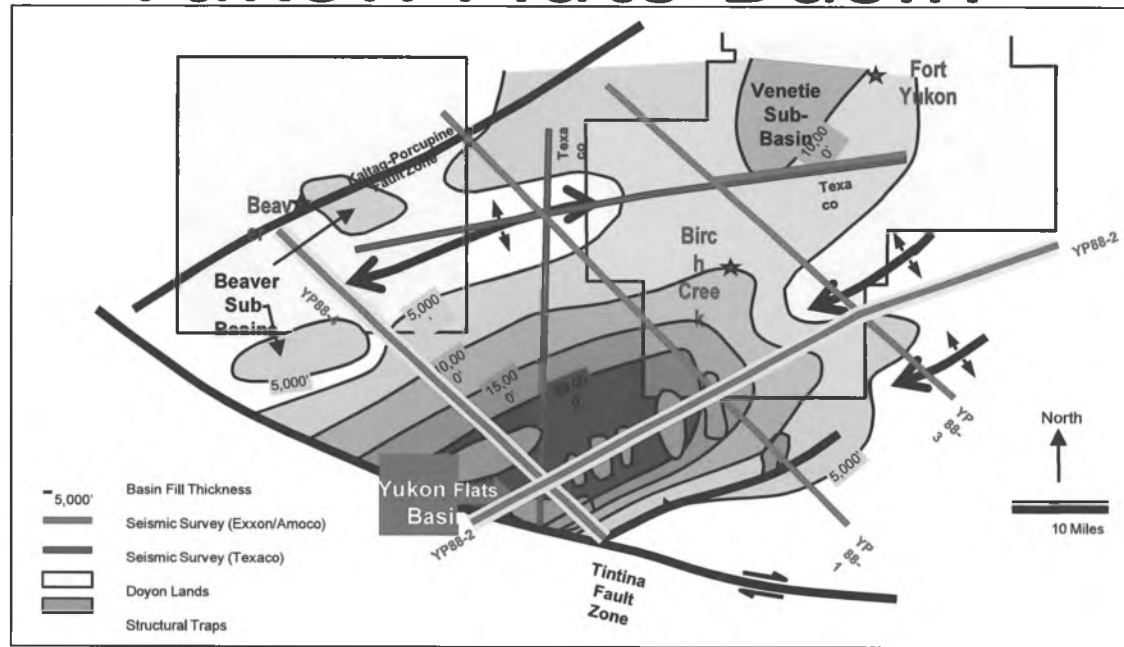 Fort
Yukon
Venetie
Sub-
Basin
10,00
0'
Texa
co
Kaltag-Porcupine
Fault Zone
Texa
co
Beav
Birc
h
Cree
k
YP88-2
Beaver
Sub-
Basins
5,000
'
5,000'
10,00
0'
15,00
0'
YP
88-
3
North
10 Miles
5,000'
Yukon Flats
Basin
YP88-2
YP
88-
1
Tintina
Fault
Zone
5,000'
Basin Fill Thickness
Seismic Survey (Exxon/Amoco)
Seismic Survey (Texaco)
Doyon Lands
Structural Traps